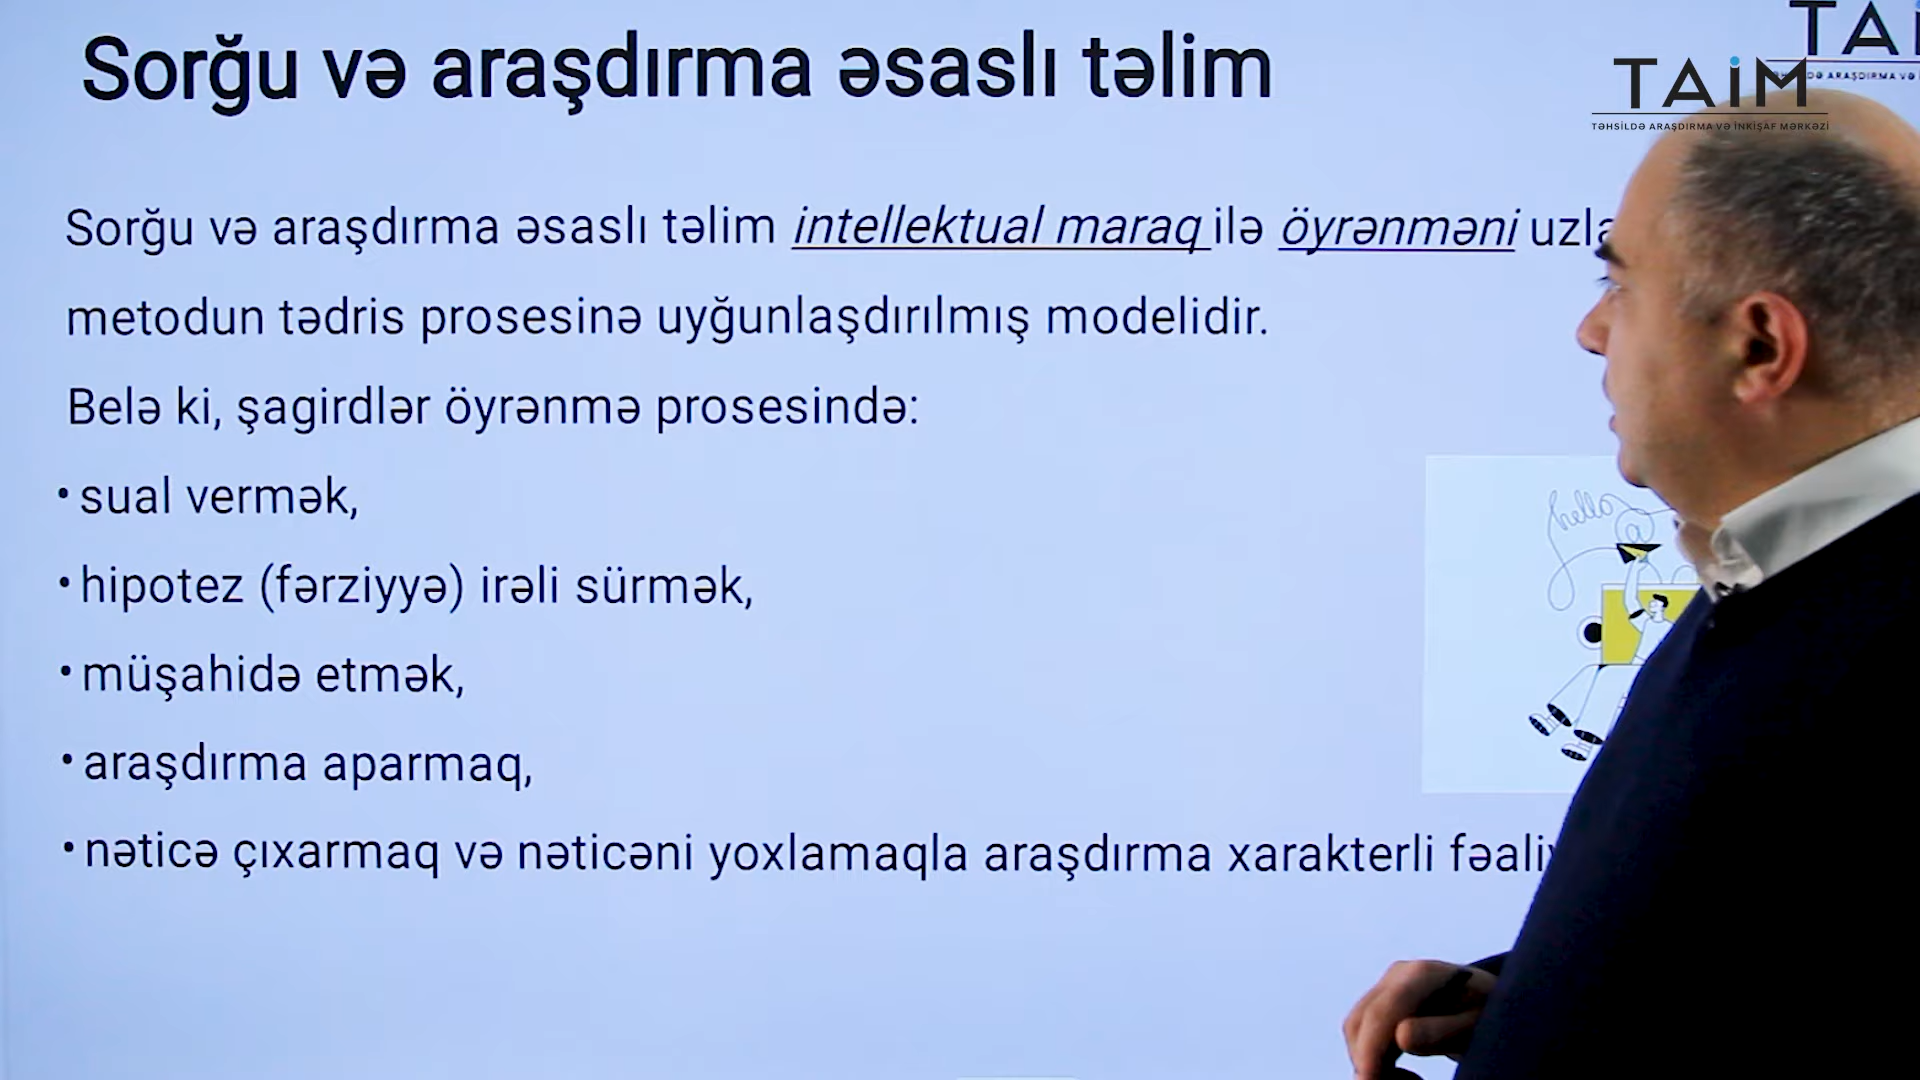 Sorğu və araşdırma əsaslı təlim
TAİM
TƏHSİLDƏ ARAŞDIRMA VƏ İNKİŞAF MƏRKƏZİ
Sorğu və araşdırma əsaslı təlim intellektual maraq ilə öyrənməni
metodun tədris prosesinə uyğunlaşdırılmış modelidir.
Belə ki, şagirdlər öyrənmə prosesində:
• sual vermək,
• hipotez (fərziyyə) irəli sürmək,
• müşahidə etmək,
• araşdırma aparmaq,
• nəticə çıxarmaq və nəticəni yoxlamaqla araşdırma xarakterli
hello